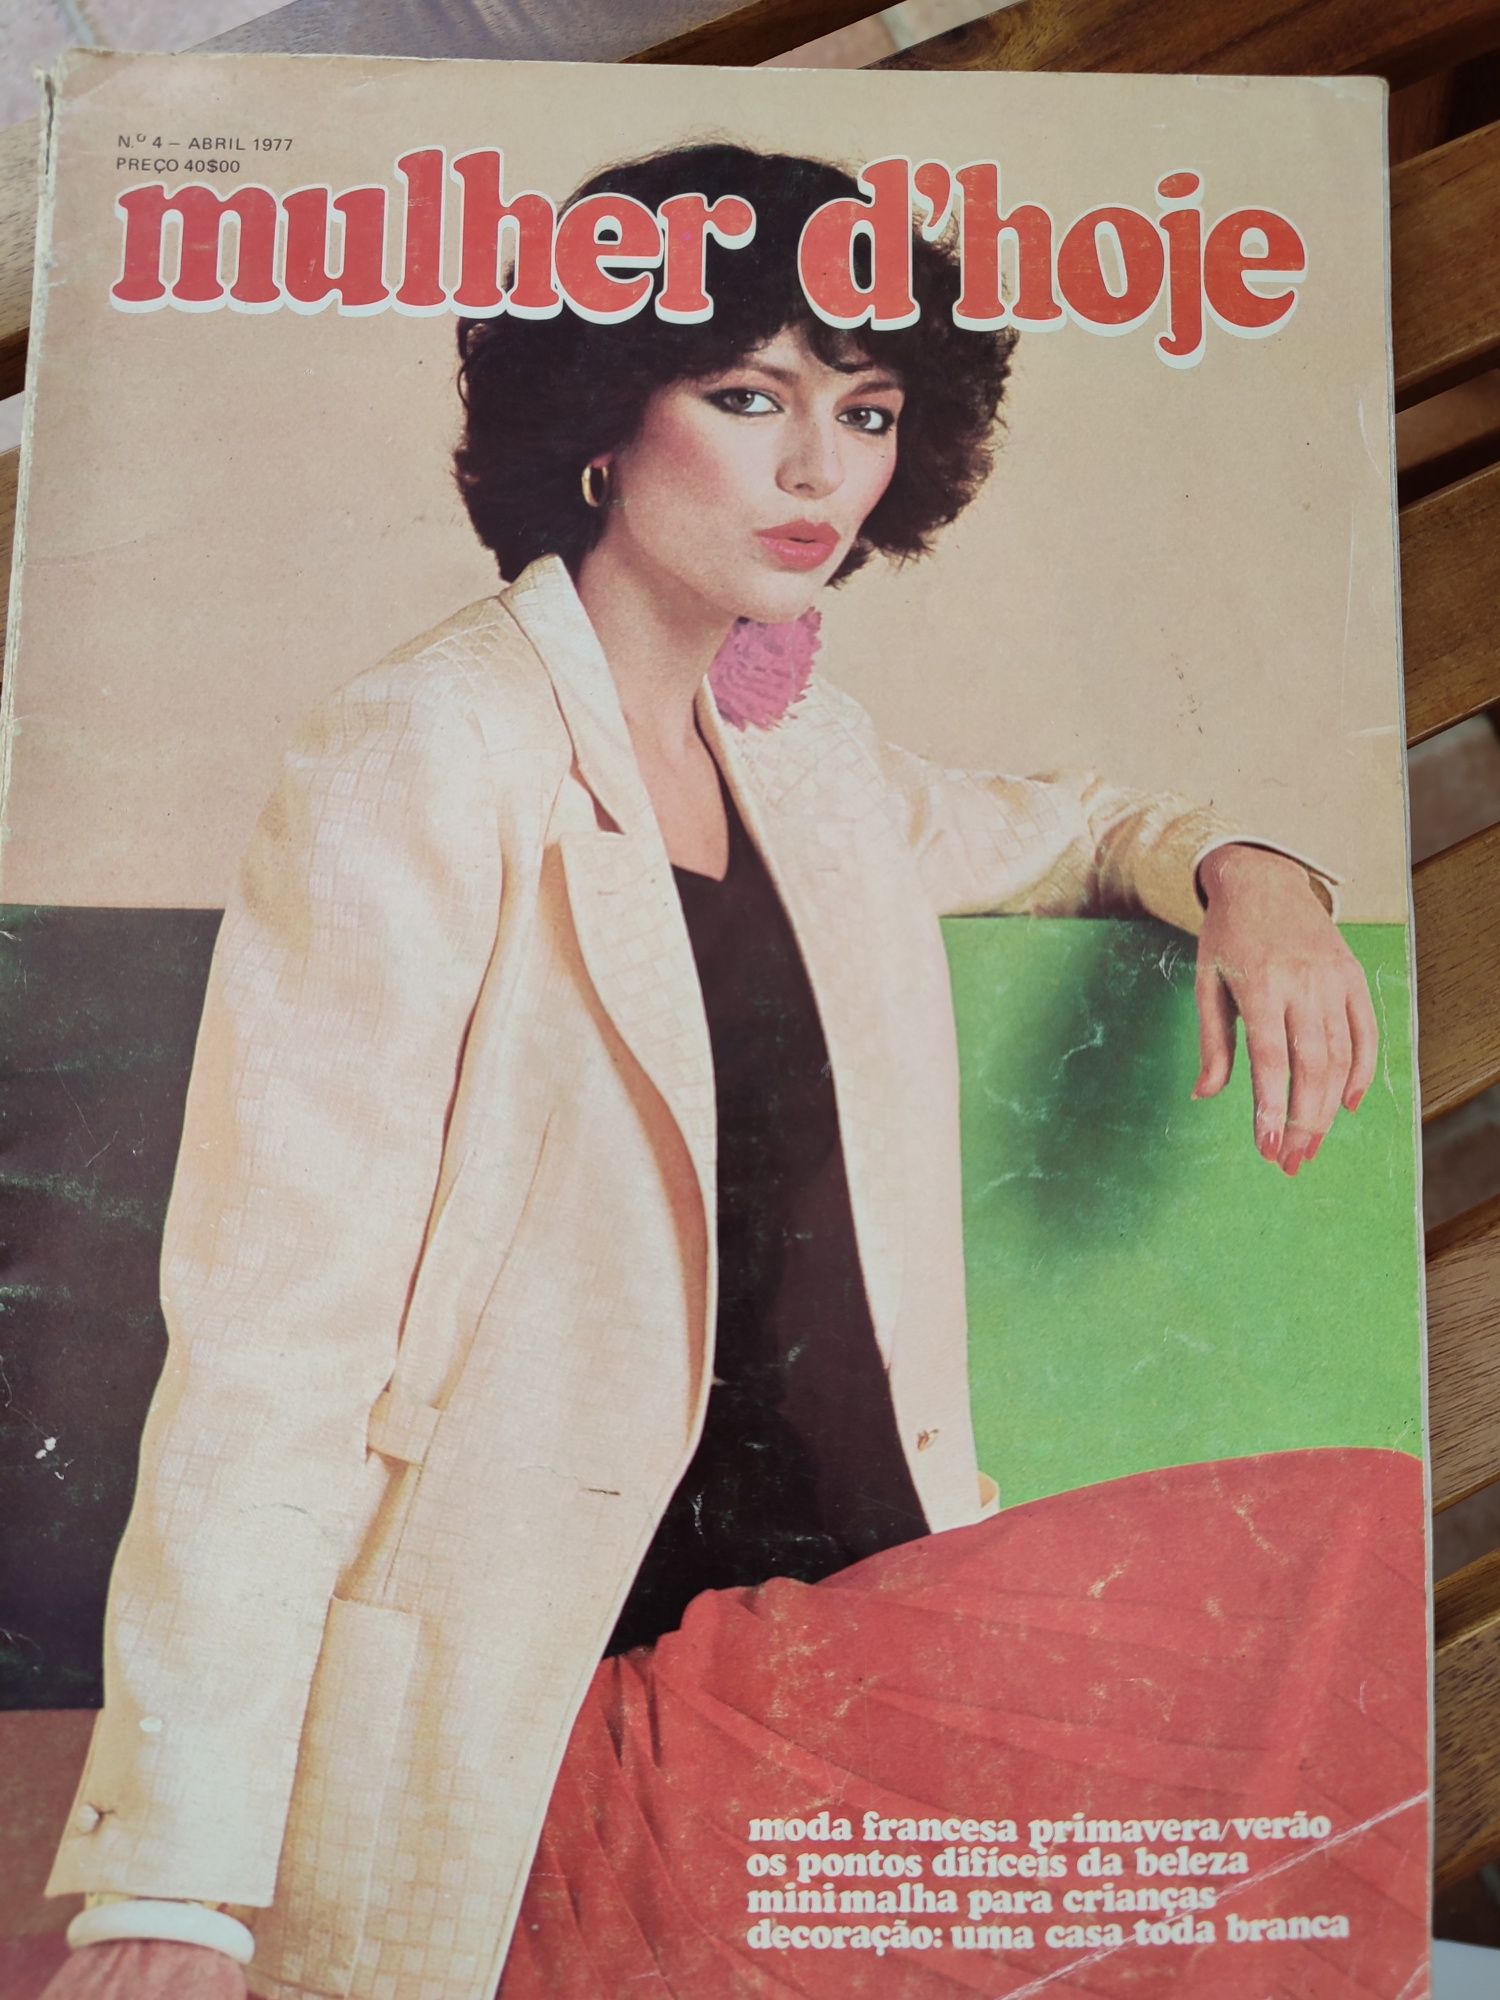 N.º 4 – ABRIL 1977
PREÇO 40$00
mulher d'hoje
moda francesa primavera/verão
os pontos difíceis da beleza
minimalha para crianças
decoração: uma casa toda branca